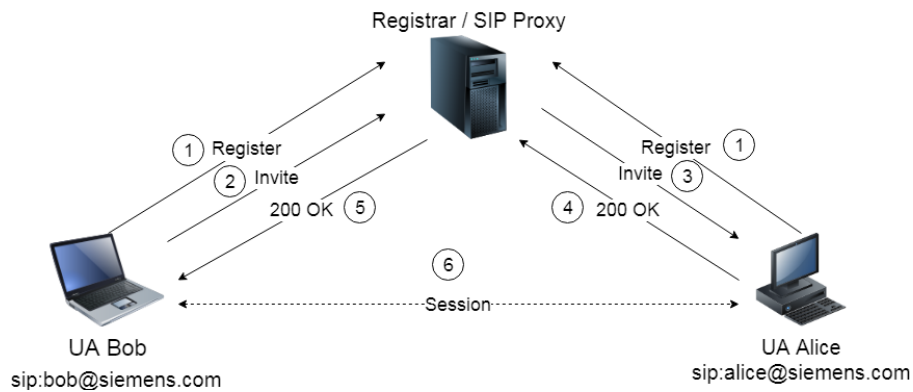 Registrar / SIP Proxy
1 Register
Register 1
2 Invite
Invite 3
200 OK 5
4 200 OK
6
Session
UA Bob
sip:bob@siemens.com
UA Alice
sip:alice@siemens.com